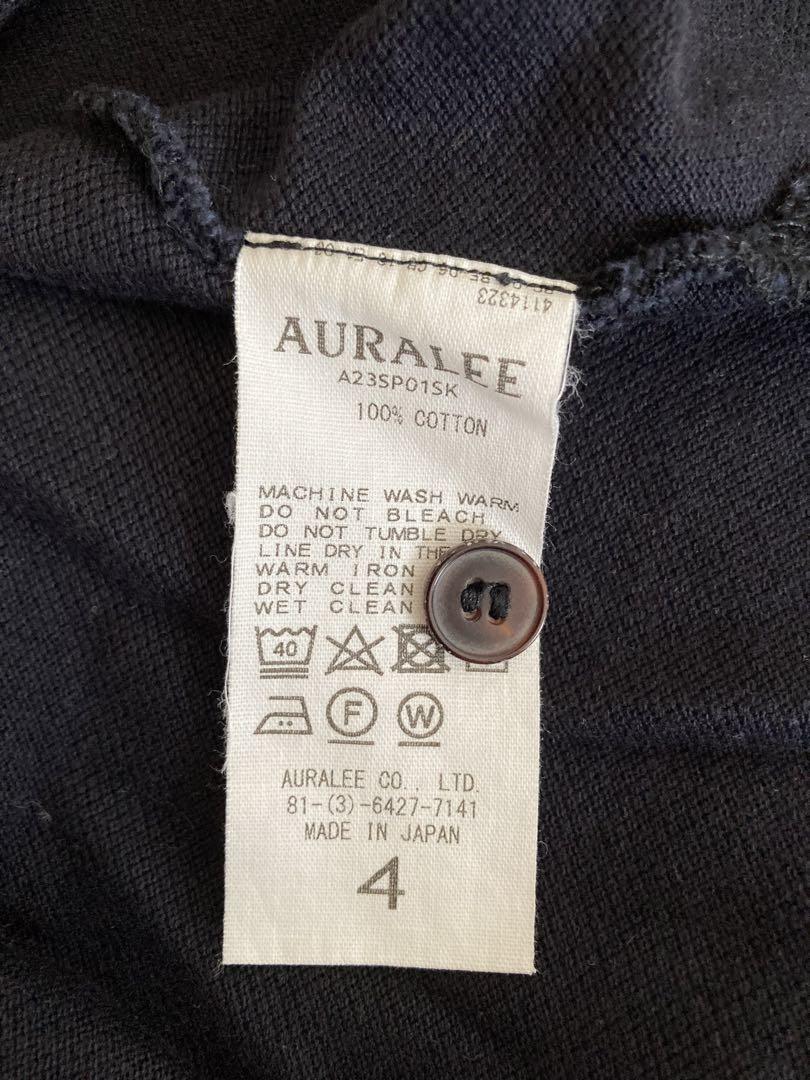 4114323
AURALEE
A23SP01SK
100% COTTON
MACHINE WASH WARM
DO NOT BLEACH
DO NOT TUMBLE DRY
LINE DRY IN THE
WARM IRON
DRY CLEAN
WET CLEAN
40
F W
AURALEE CO., LTD.
81-(3)-6427-7141
MADE IN JAPAN
4